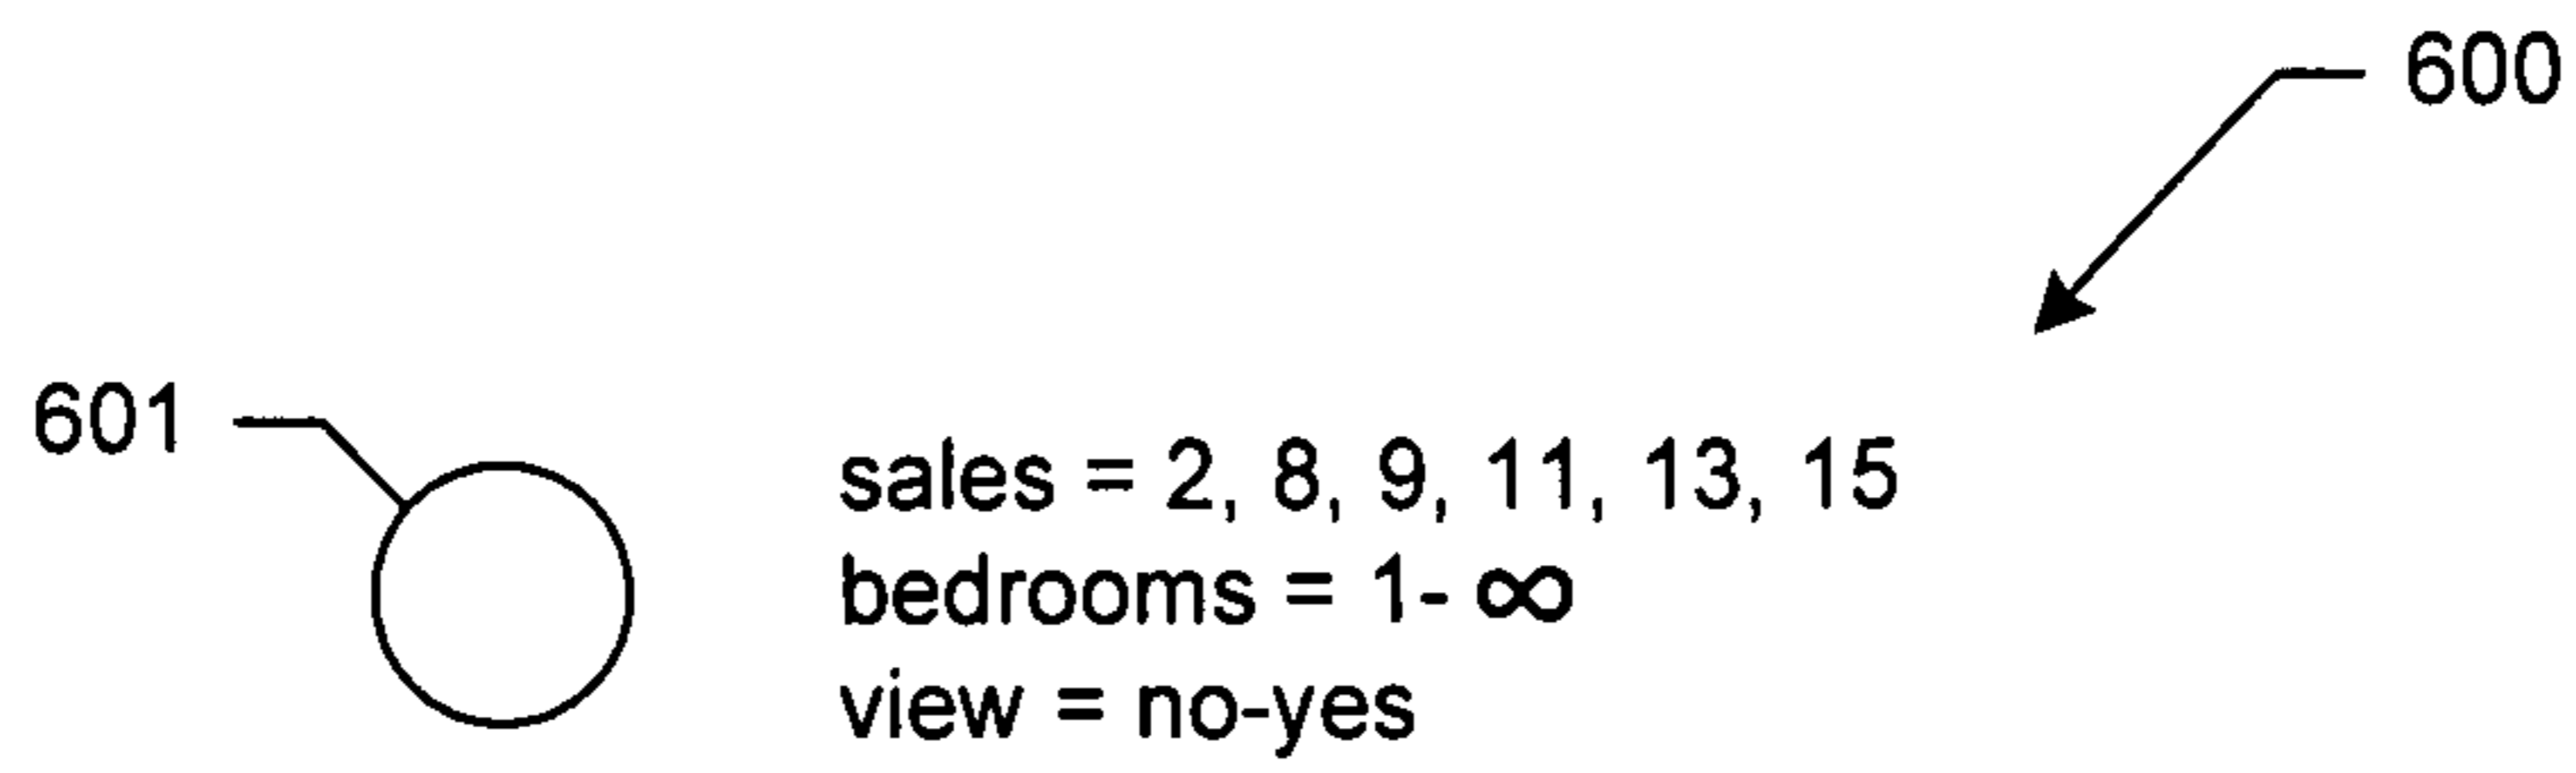 600
601
sales = 2, 8, 9, 11, 13, 15
bedrooms = 1- ∞
view = no-yes